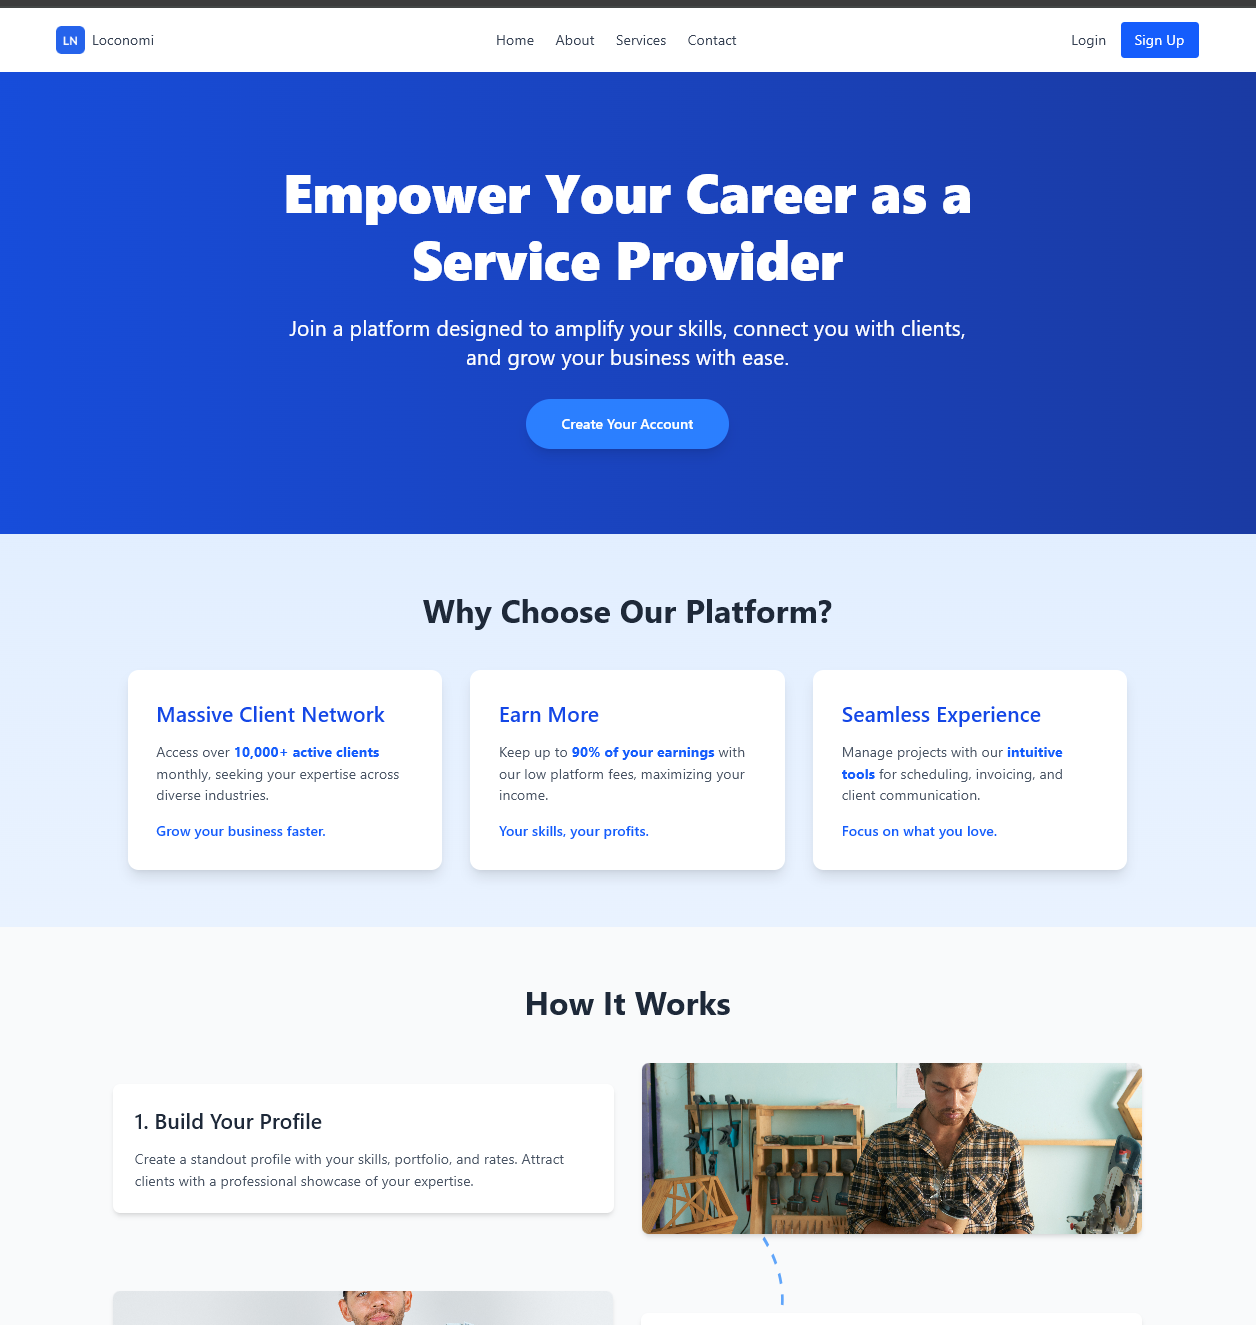 LN Loconomi
Home About Services Contact
Login Sign Up
Empower Your Career as a
Service Provider
Join a platform designed to amplify your skills, connect you with clients,
and grow your business with ease.
Create Your Account
Why Choose Our Platform?
Massive Client Network
Access over 10,000+ active clients
monthly, seeking your expertise across
diverse industries.
Grow your business faster.
Earn More
Keep up to 90% of your earnings with
our low platform fees, maximizing your
income.
Your skills, your profits.
Seamless Experience
Manage projects with our intuitive
tools for scheduling, invoicing, and
client communication.
Focus on what you love.
How It Works
1. Build Your Profile
Create a standout profile with your skills, portfolio, and rates. Attract
clients with a professional showcase of your expertise.